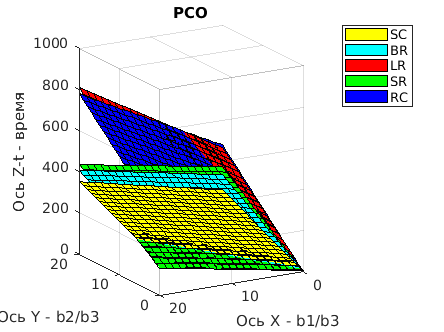 PCO
SC
BR
LR
SR
RC
1000
800
600
400
200
0
Ось Z-t - время
20
10
0
Ось Y - b2/b3
20
10
0
Ось X - b1/b3